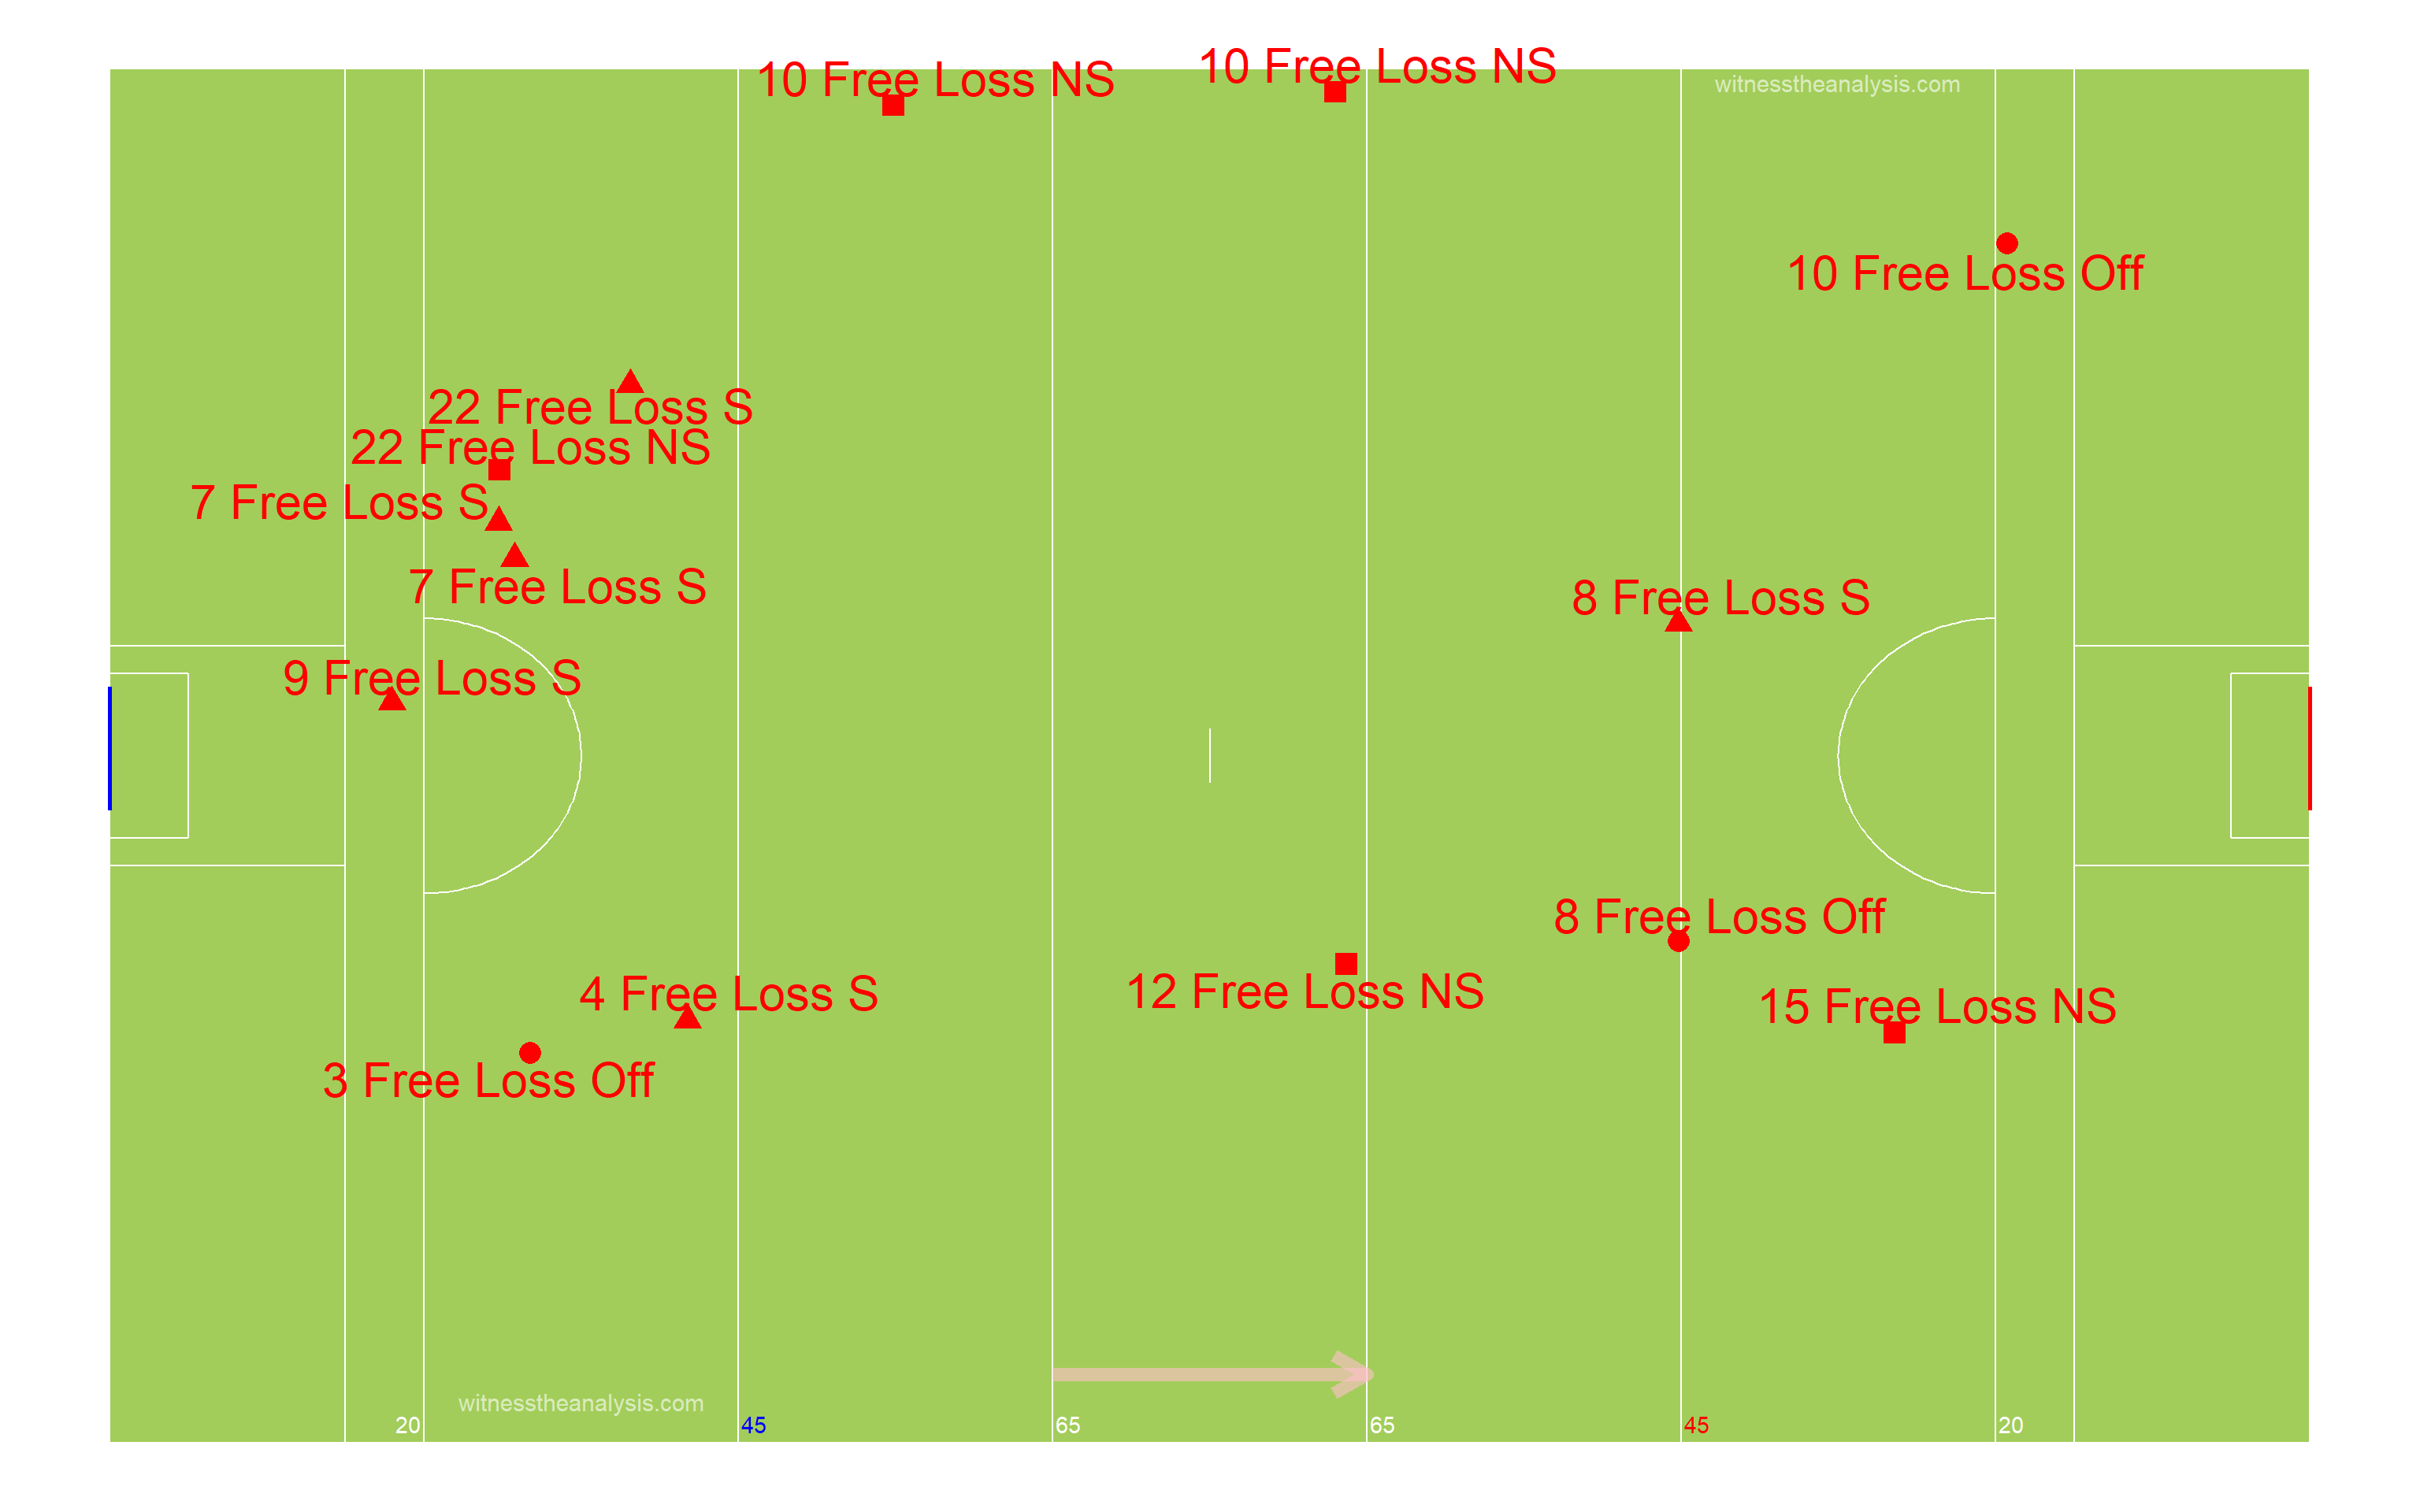 10 Free Loss NS
10 Free Loss NS
witnesstheanalysis.com
10 Free Loss Off
22 Free Loss S
22 Free Loss NS
7 Free Loss S
7 Free Loss S
8 Free Loss S
9 Free Loss S
8 Free Loss Off
4 Free Loss S
12 Free Loss NS
15 Free Loss NS
3 Free Loss Off
witnesstheanalysis.com
20
45
65
65
45
20